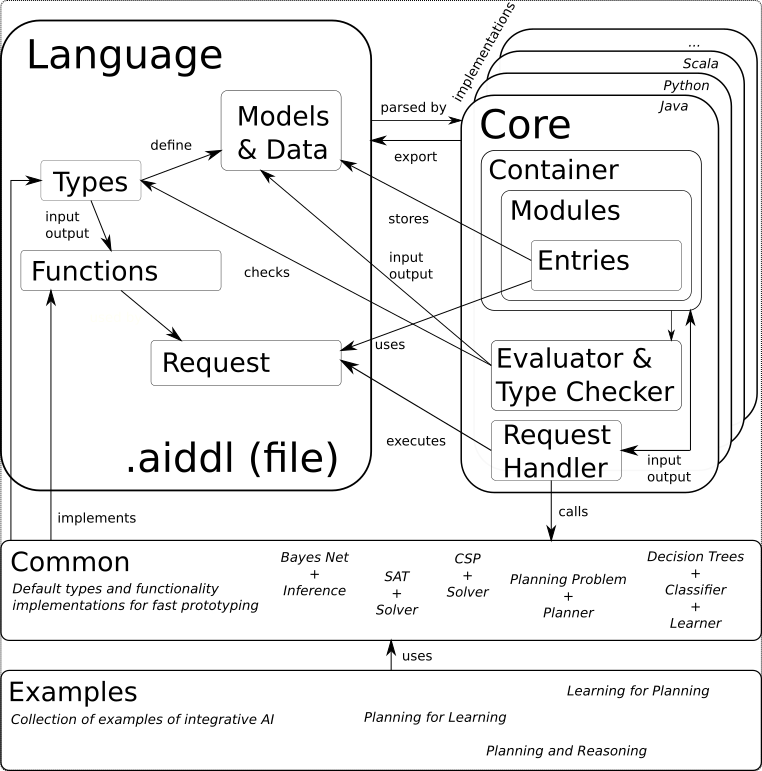 Language
Models
& Data
define
Types
input
output
Functions
checks
Request
.aiddl (file)
parsed by
export
stores
input
output
uses
executes
implementations
...
Scala
Python
Java
Core
Container
Modules
Entries
Evaluator &
Type Checker
Request
Handler
input
output
implements
calls
Common
Default types and functionality
implementations for fast prototyping
Bayes Net
+
Inference
SAT
+
Solver
CSP
+
Solver
Planning Problem
+
Planner
Decision Trees
+
Classifier
+
Learner
uses
Examples
Collection of examples of integrative AI
Learning for Planning
Planning for Learning
Planning and Reasoning